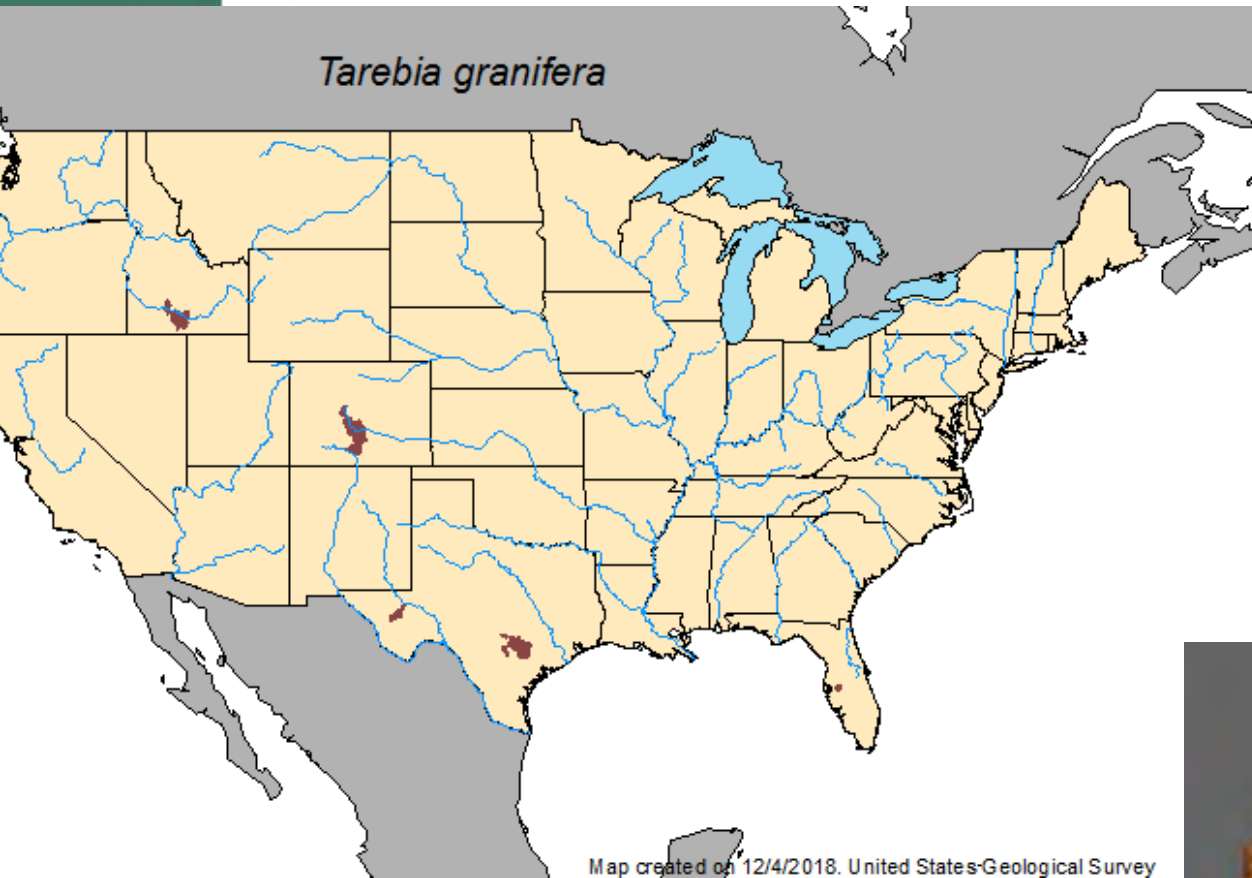 Tarebia granifera
Map created on 12/4/2018. United States Geological Survey